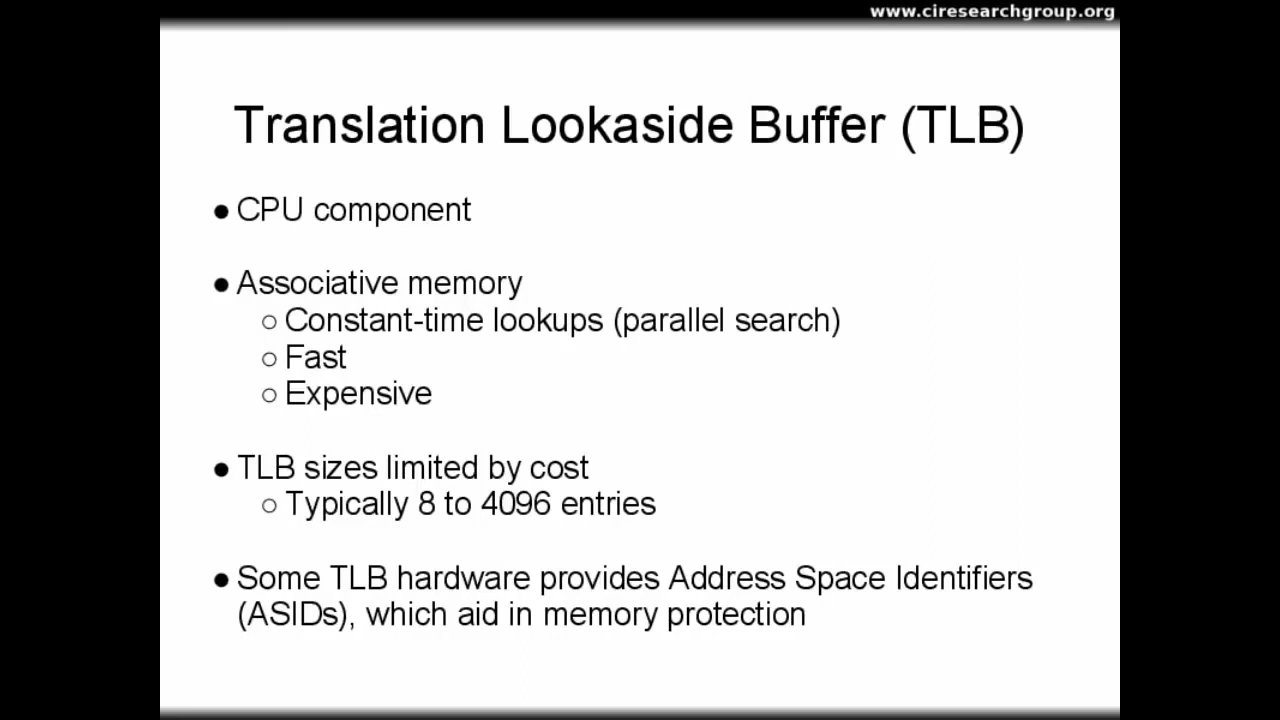 www.ciresearchgroup.org
Translation Lookaside Buffer (TLB)
● CPU component
● Associative memory
○ Constant-time lookups (parallel search)
○ Fast
○ Expensive
● TLB sizes limited by cost
○ Typically 8 to 4096 entries
● Some TLB hardware provides Address Space Identifiers
(ASIDs), which aid in memory protection